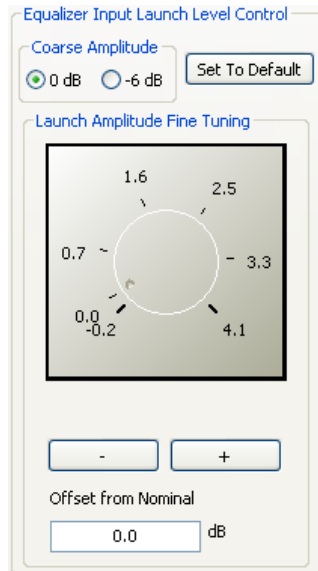 Equalizer Input Launch Level Control
Coarse Amplitude
0 dB -6 dB Set To Default
Launch Amplitude Fine Tuning
1.6 2.5
0.7 3.3
0.0
-0.2 4.1
- +
Offset from Nominal
0.0 dB